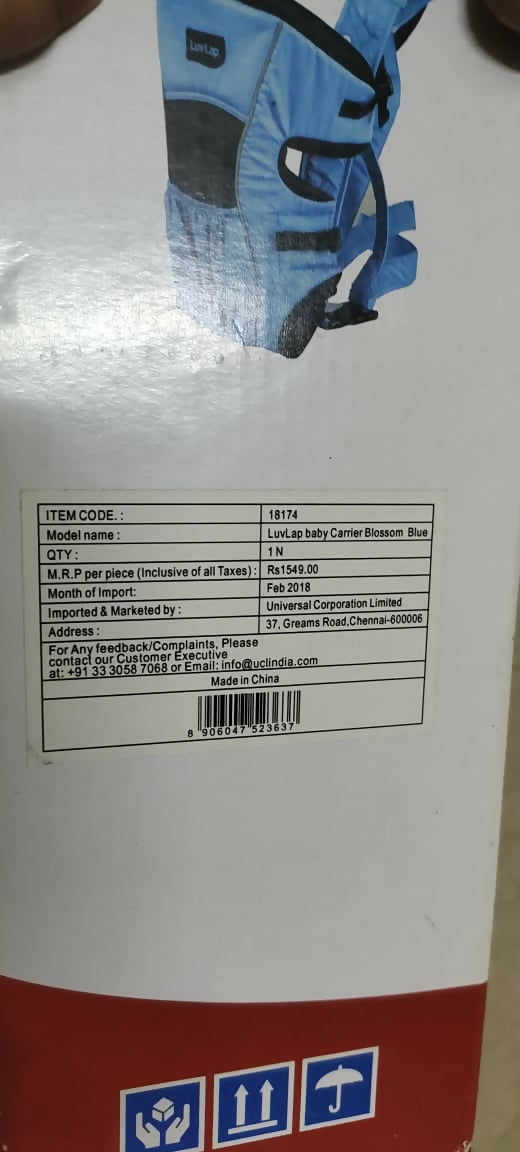 LuvLap
ITEM CODE. : 18174
Model name : LuvLap baby Carrier Blossom Blue
QTY : 1 N
M.R.P per piece (Inclusive of all Taxes) : Rs1549.00
Month of Import: Feb 2018
Imported & Marketed by : Universal Corporation Limited
Address : 37, Greams Road,Chennai-600006
For Any feedback/Complaints, Please
contact our Customer Executive
at: +91 33 3058 7068 or Email: info@uclindia.com
Made in China
8 906047 523637